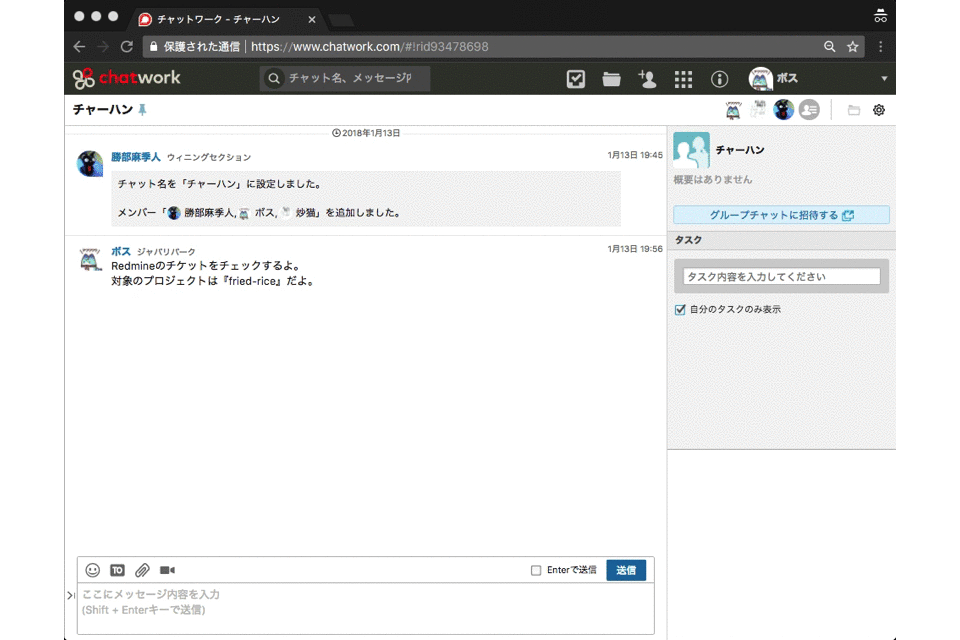 チャットワーク - チャーハン
保護された通信 | https://www.chatwork.com/#!rid93478698
chatwork
チャット名、メッセージ内
ボス
チャーハン
2018年1月13日
勝部麻季人 ウィニングセクション
1月13日 19:45
チャット名を「チャーハン」に設定しました。
メンバー「勝部麻季人, ボス, 炒猫」を追加しました。
ボス ジャパリパーク
1月13日 19:56
Redmineのチケットをチェックするよ。
対象のプロジェクトは『fried-rice』だよ。
TO
Enterで送信
送信
ここにメッセージ内容を入力
(Shift + Enterキーで送信)
チャーハン
概要はありません
グループチャットに招待する
タスク
タスク内容を入力してください
自分のタスクのみ表示